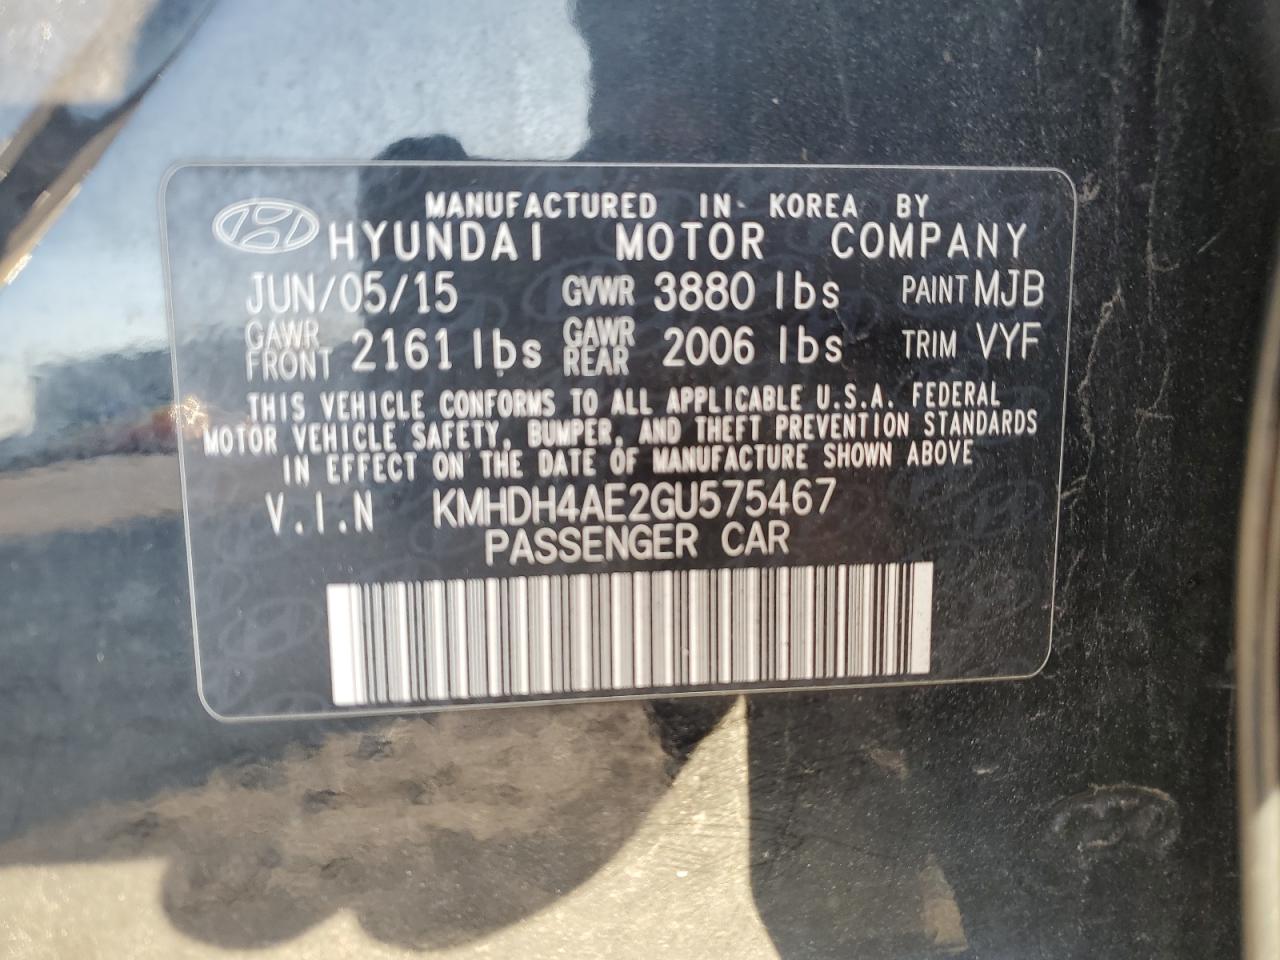 MANUFACTURED IN KOREA BY
HYUNDAI MOTOR COMPANY
JUN/05/15 GVWR 3880 lbs PAINT MJB
GAWR FRONT 2161 lbs GAWR REAR 2006 lbs TRIM VYF
THIS VEHICLE CONFORMS TO ALL APPLICABLE U.S.A. FEDERAL
MOTOR VEHICLE SAFETY, BUMPER, AND THEFT PREVENTION STANDARDS
IN EFFECT ON THE DATE OF MANUFACTURE SHOWN ABOVE
V.I.N KMHDH4AE2GU575467
PASSENGER CAR